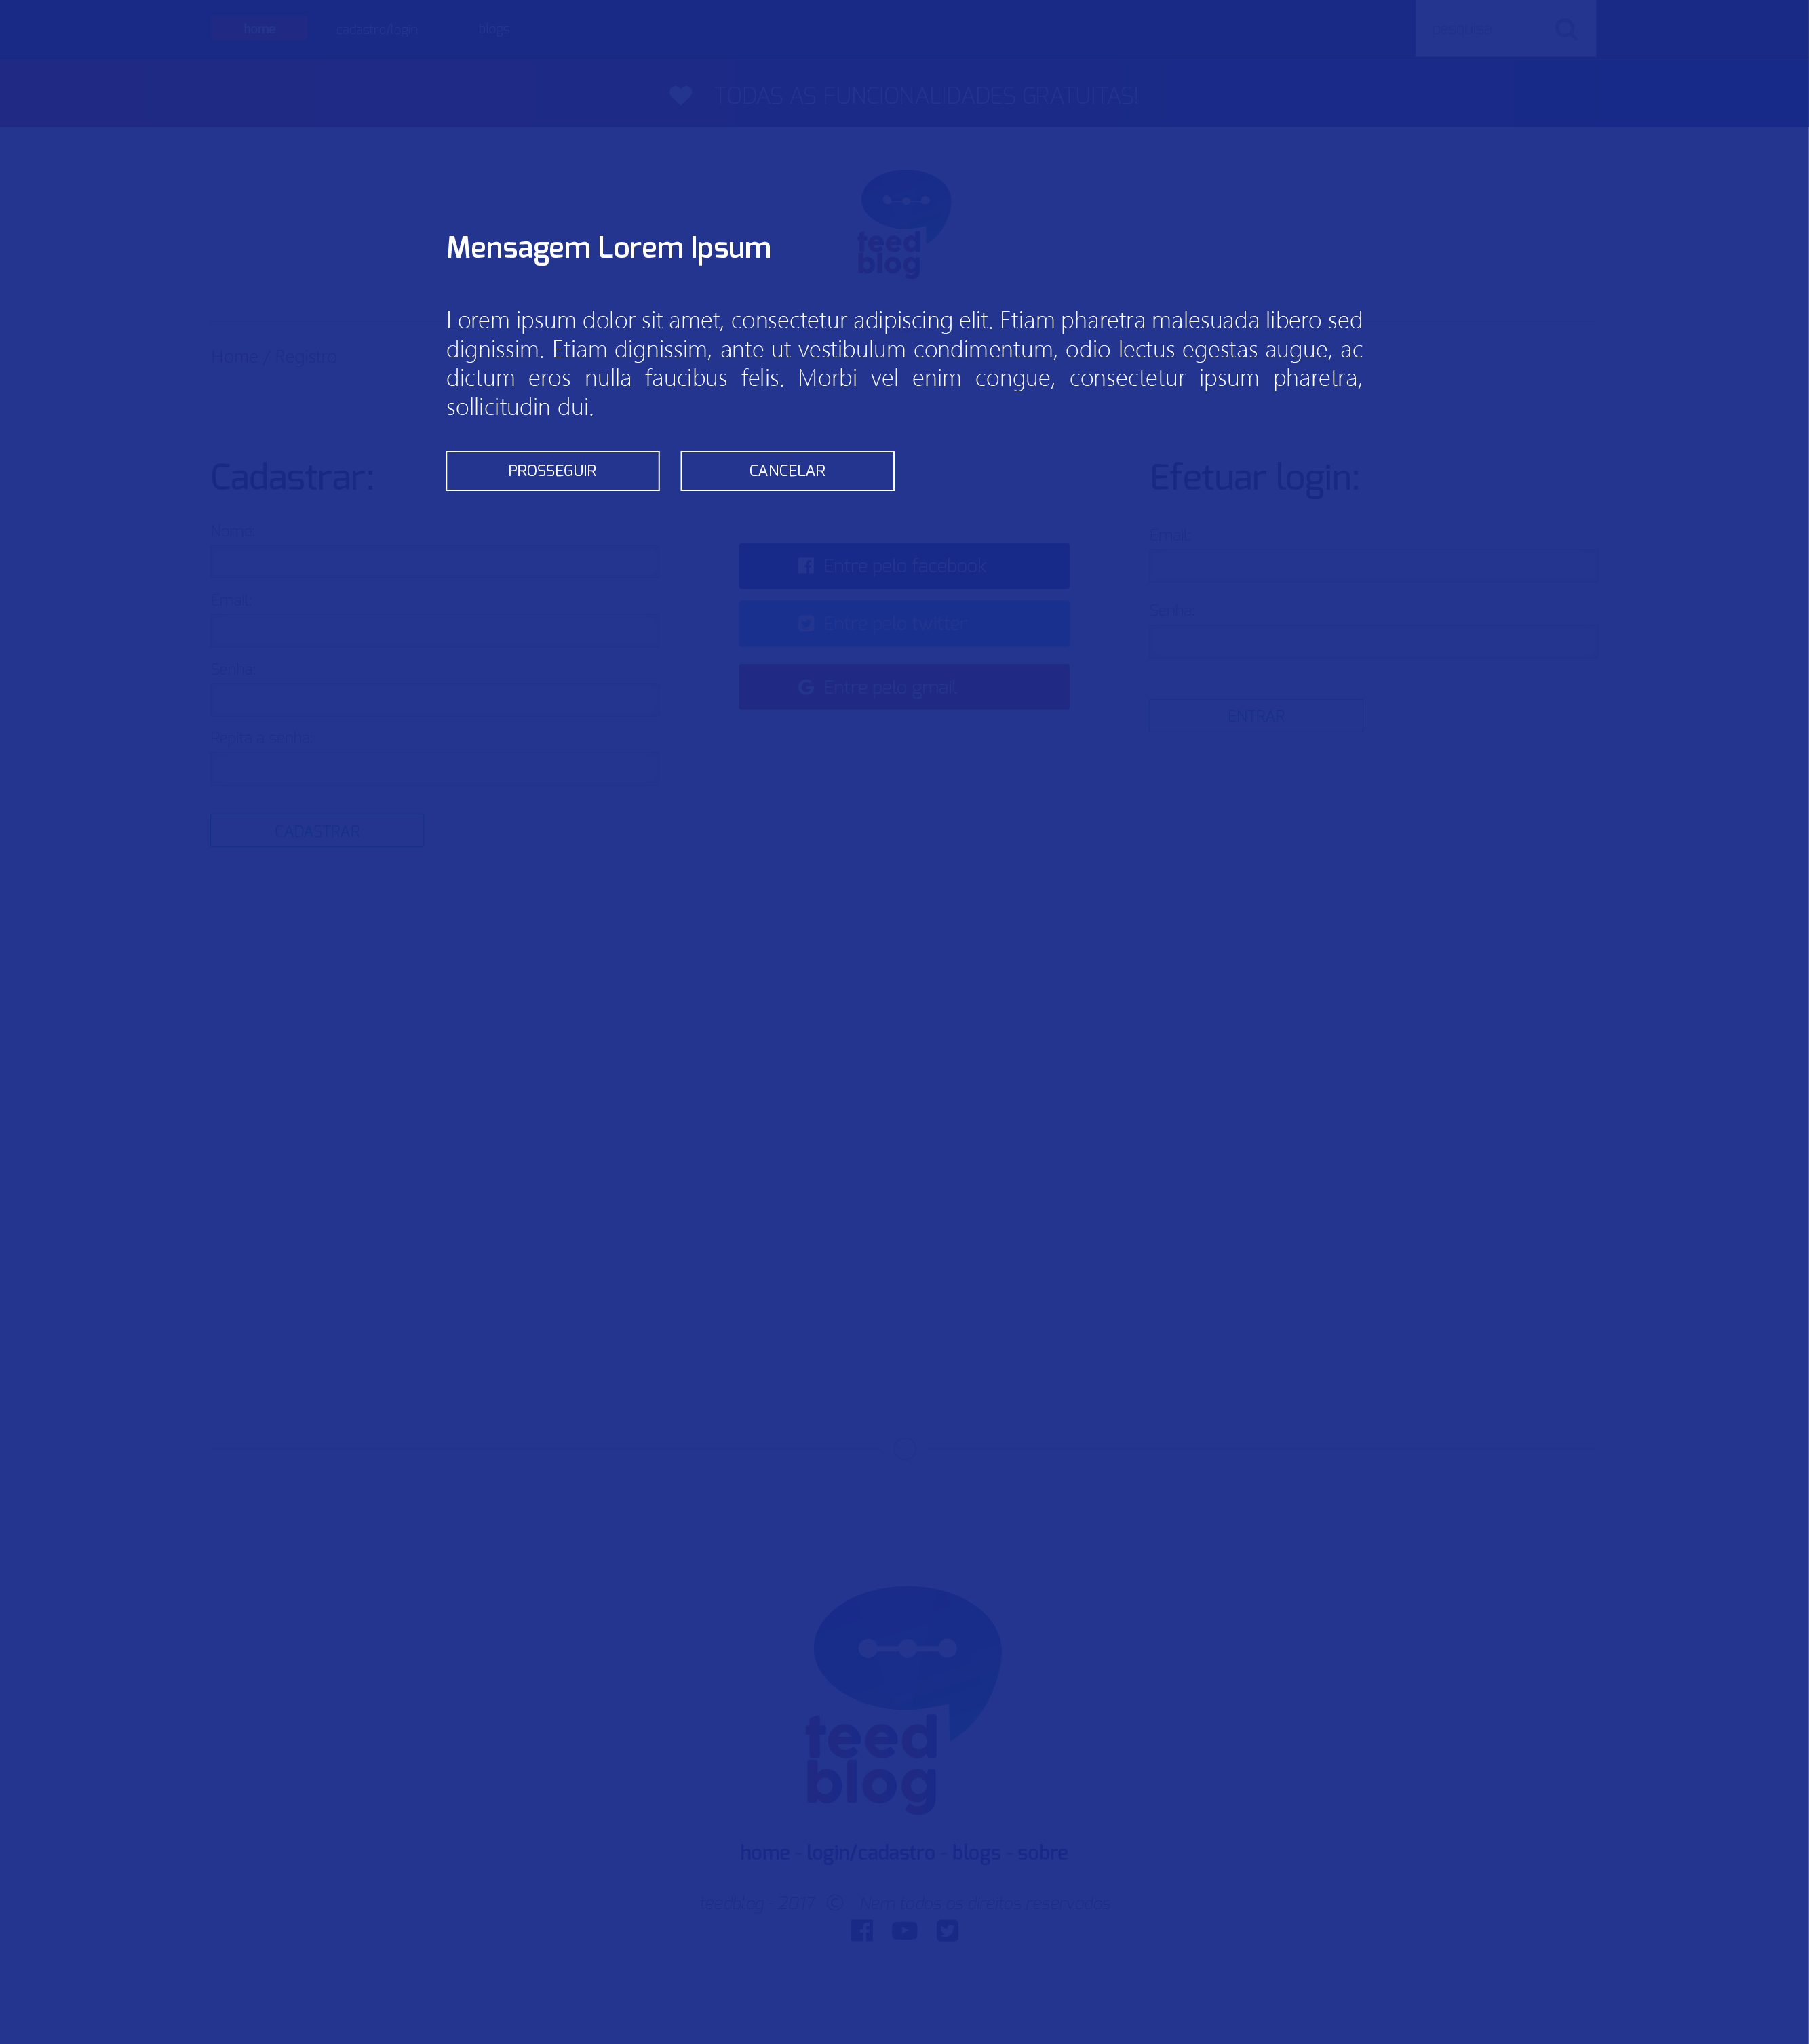 home cadastro/login blogs pesquisar
TODAS AS FUNCIONALIDADES GRATUITAS!
teed
blog
Mensagem Lorem Ipsum
Lorem ipsum dolor sit amet, consectetur adipiscing elit. Etiam pharetra malesuada libero sed
dignissim. Etiam dignissim, ante ut vestibulum condimentum, odio lectus egestas augue, ac
dictum eros nulla faucibus felis. Morbi vel enim congue, consectetur ipsum pharetra,
sollicitudin dui.
PROSSEGUIR CANCELAR
Home / Registro
Cadastrar:
Nome:
Email:
Senha:
Repita a senha:
CADASTRAR
Entre pelo facebook
Entre pelo twitter
Entre pelo gmail
Efetuar login:
Email:
Senha:
ENTRAR
teed
blog
home - login/cadastro - blogs - sobre
teedblog - 2017 © Nem todos os direitos reservados